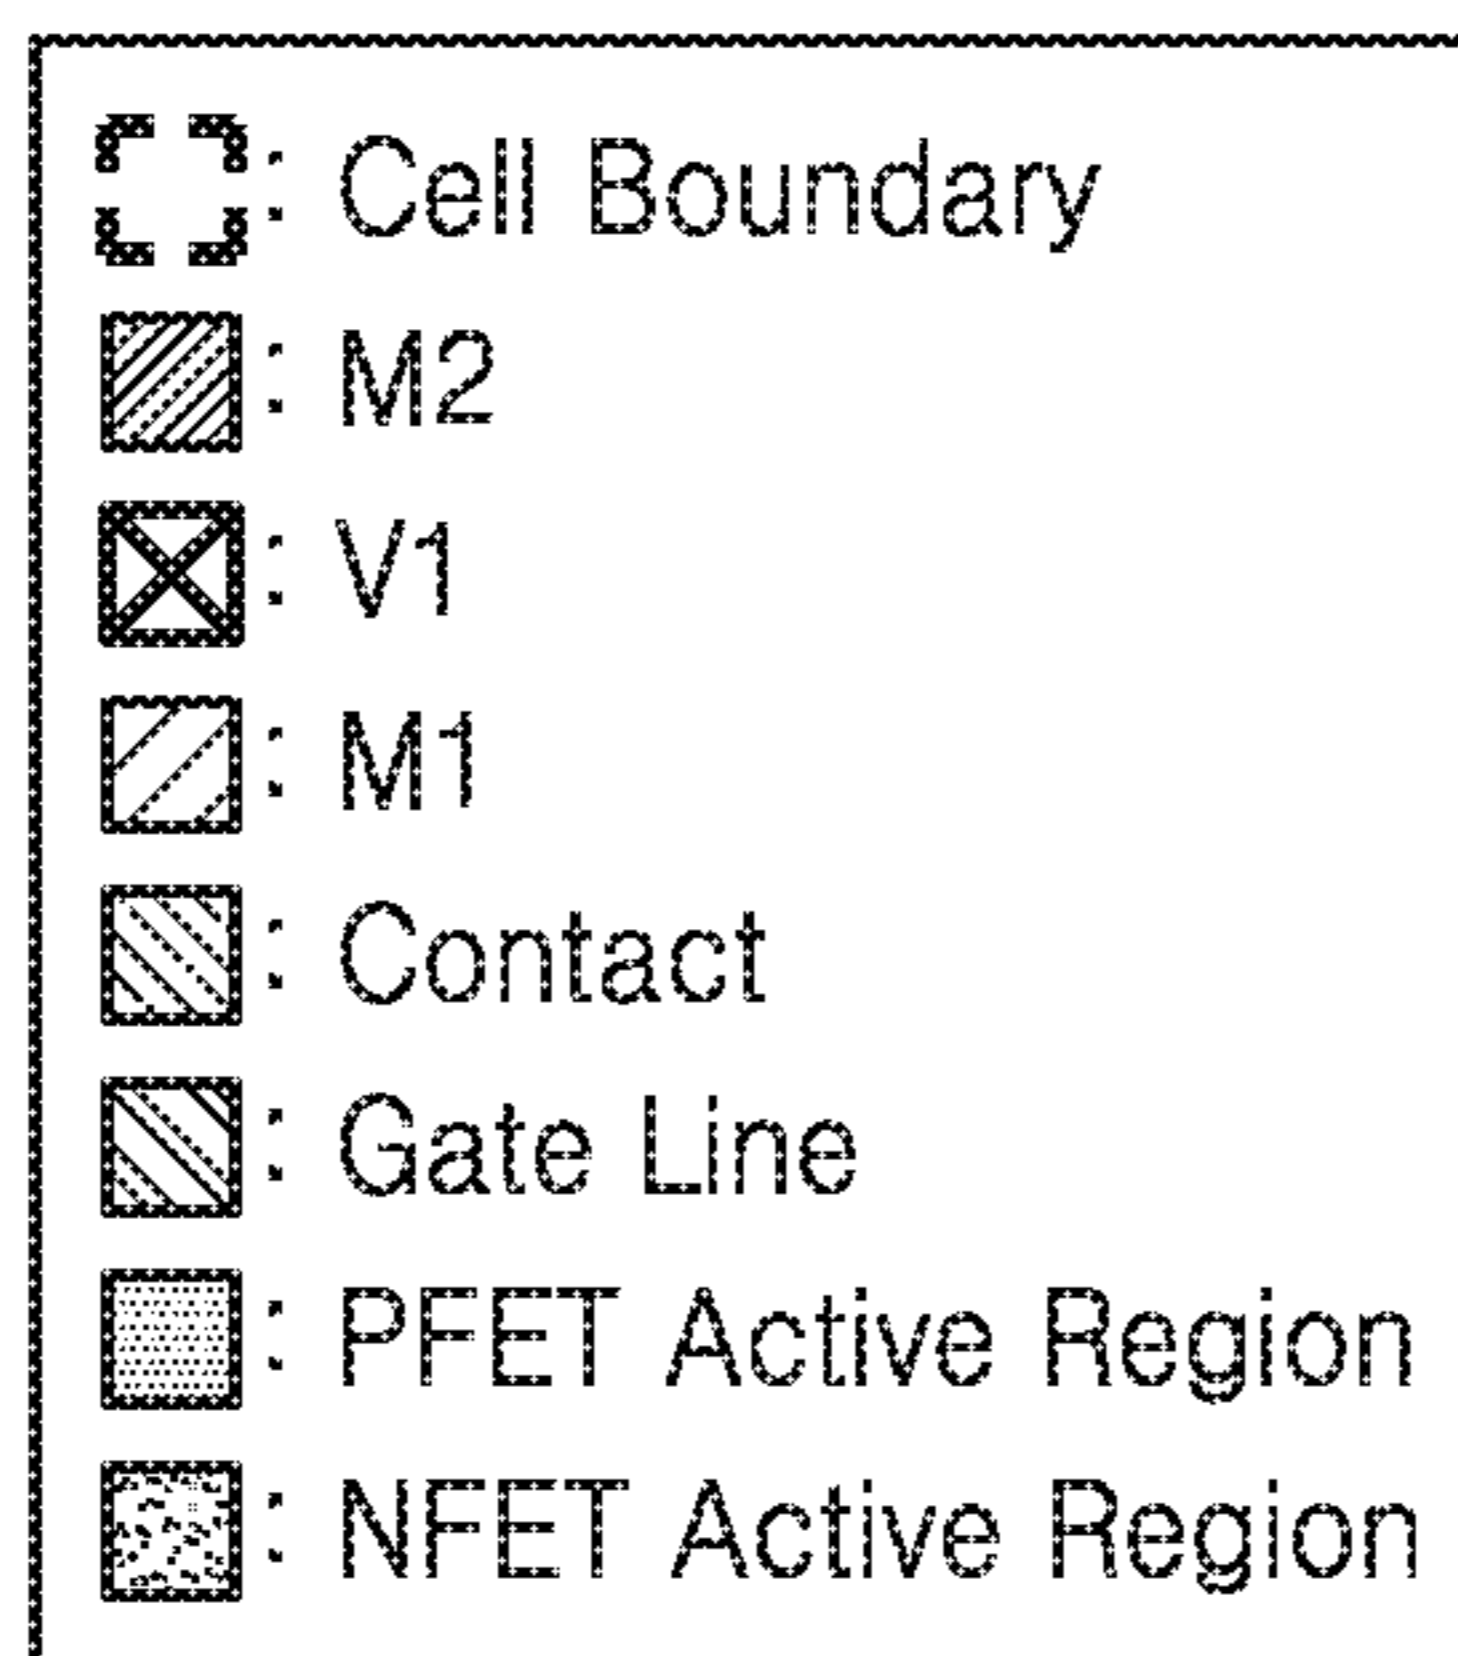 : Cell Boundary
: M2
: V1
: M1
: Contact
: Gate Line
: PFET Active Region
: NFET Active Region